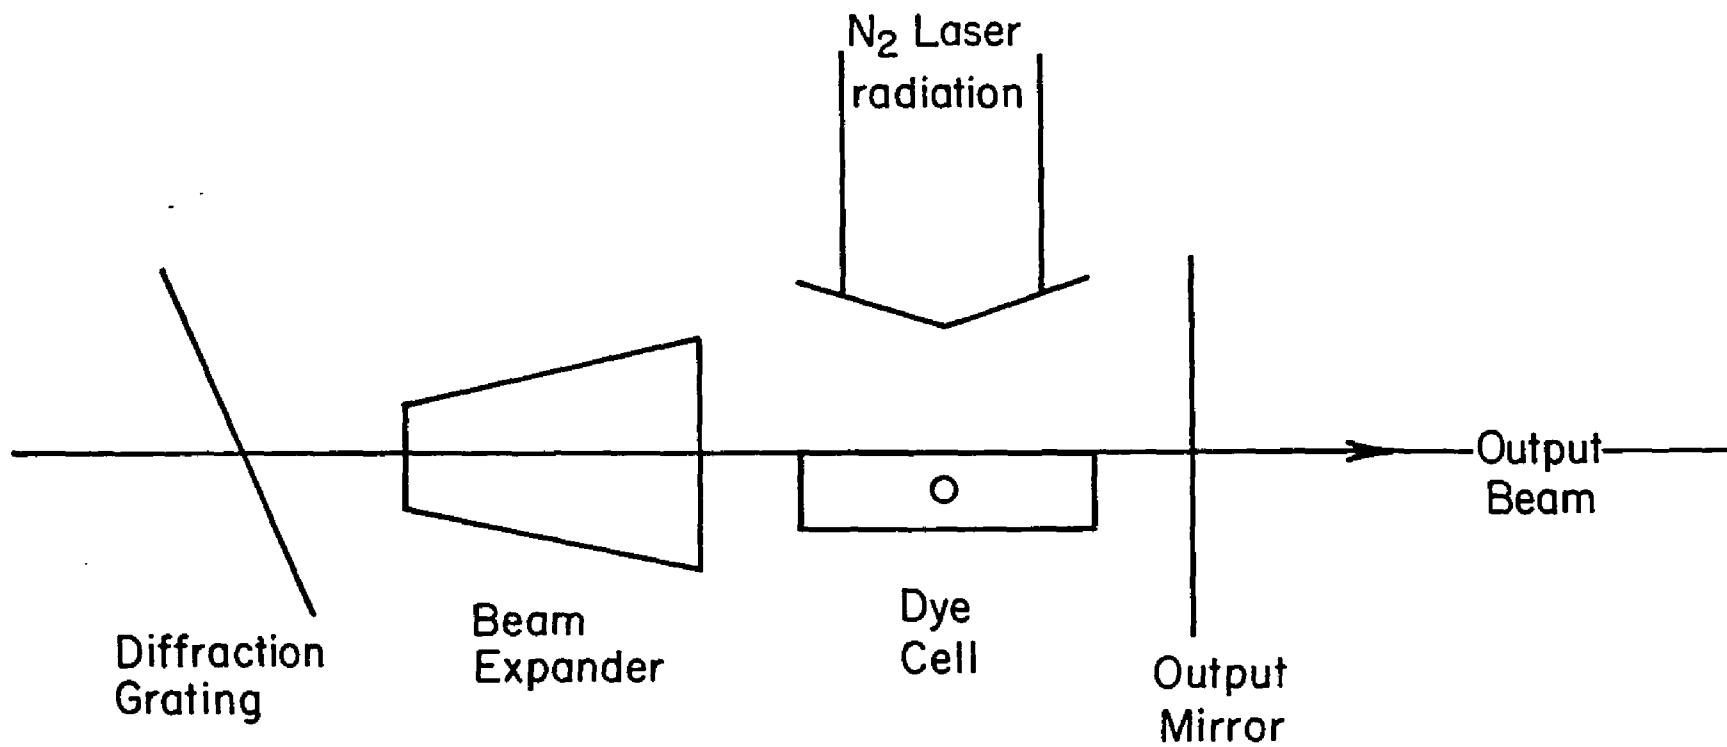 N2 Laser
radiation
Output
Beam
Diffraction
Grating
Beam
Expander
Dye
Cell
Output
Mirror